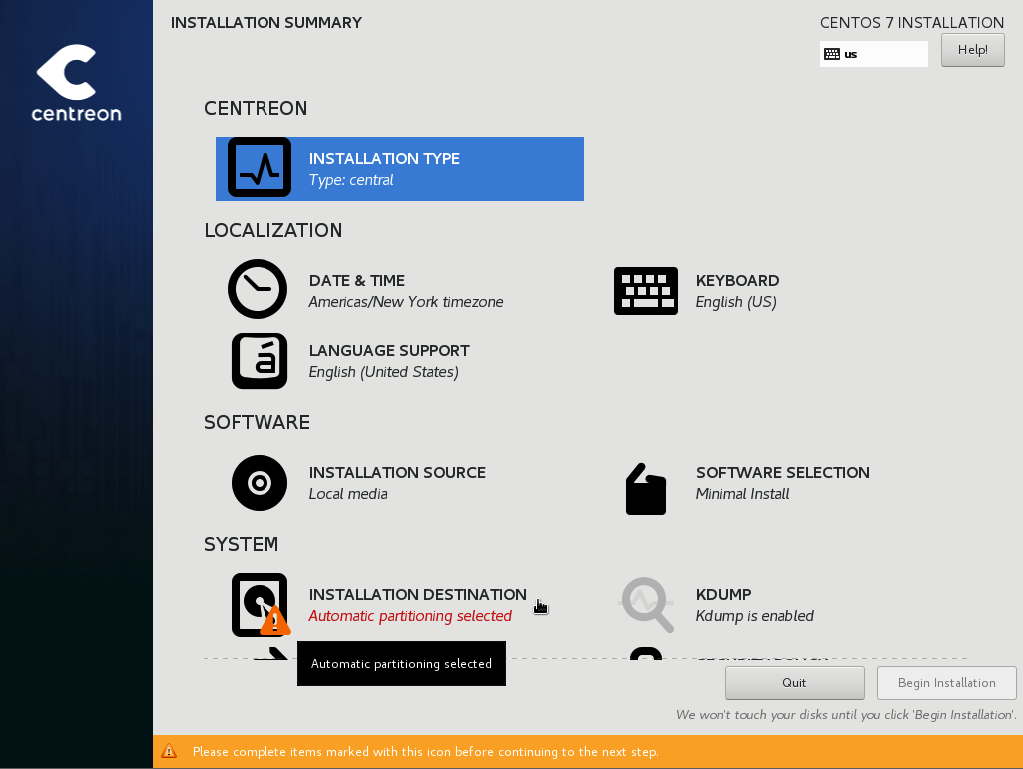 INSTALLATION SUMMARY
CENTOS 7 INSTALLATION
us
Help!
centreon
CENTREON
INSTALLATION TYPE
Type: central
LOCALIZATION
DATE & TIME
Americas/New York timezone
KEYBOARD
English (US)
LANGUAGE SUPPORT
English (United States)
SOFTWARE
INSTALLATION SOURCE
Local media
SOFTWARE SELECTION
Minimal Install
SYSTEM
INSTALLATION DESTINATION
Automatic partitioning selected
KDUMP
Kdump is enabled
Automatic partitioning selected
Quit
Begin Installation
We won't touch your disks until you click 'Begin Installation'.
Please complete items marked with this icon before continuing to the next step.